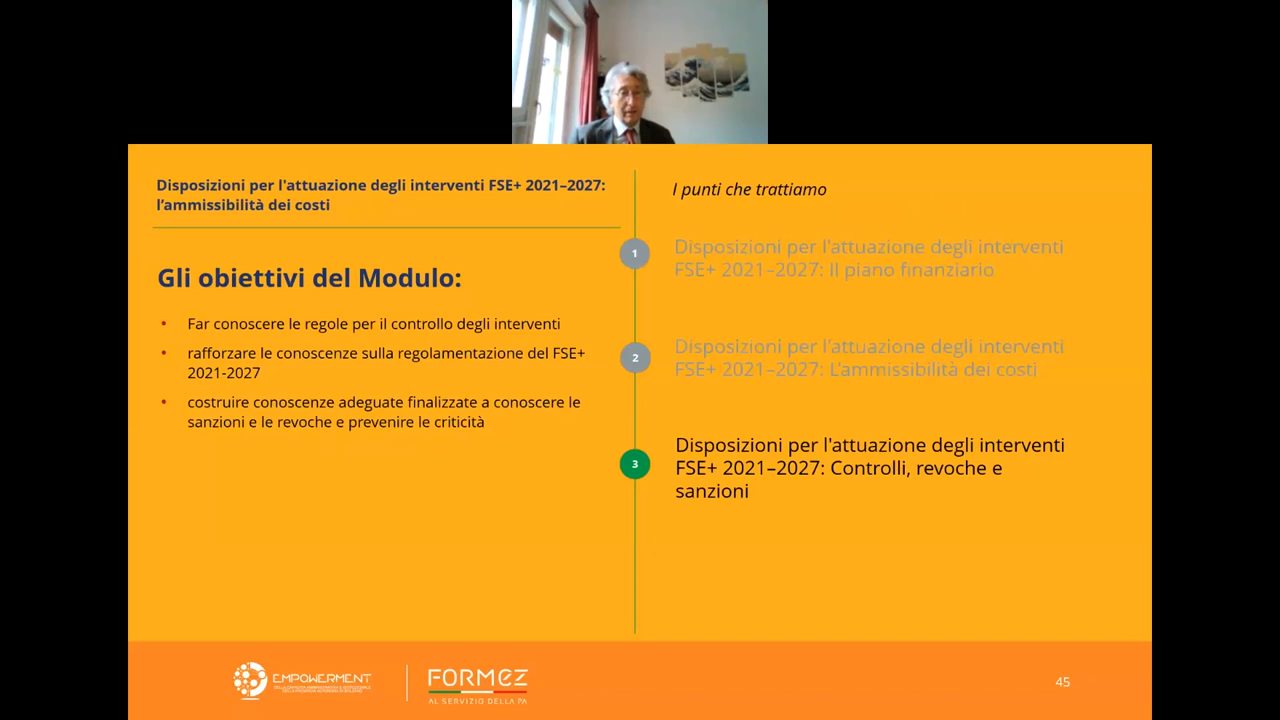 Disposizioni per l'attuazione degli interventi FSE+ 2021–2027:
l’ammissibilità dei costi
Gli obiettivi del Modulo:
• Far conoscere le regole per il controllo degli interventi
• rafforzare le conoscenze sulla regolamentazione del FSE+
2021-2027
• costruire conoscenze adeguate finalizzate a conoscere le
sanzioni e le revoche e prevenire le criticità
I punti che trattiamo
1
Disposizioni per l'attuazione degli interventi
FSE+ 2021–2027: Il piano finanziario
2
Disposizioni per l'attuazione degli interventi
FSE+ 2021–2027: L'ammissibilità dei costi
3
Disposizioni per l'attuazione degli interventi
FSE+ 2021–2027: Controlli, revoche e
sanzioni
EMPOWERMENT
FORMEZ
AL SERVIZIO DELLA PA
45